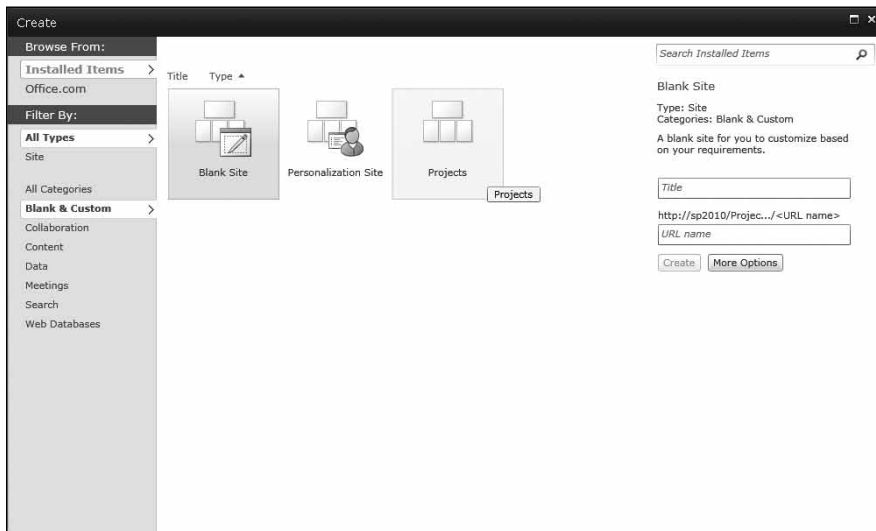 Create
Browse From:
Installed Items
Office.com
Filter By:
All Types
Site
All Categories
Blank & Custom
Collaboration
Content
Data
Meetings
Search
Web Databases
Title Type
Blank Site
Personalization Site
Projects
Projects
Search Installed Items
Blank Site
Type: Site
Categories: Blank & Custom
A blank site for you to customize based
on your requirements.
Title
http://sp2010/Projec.../<URL name>
URL name
Create More Options